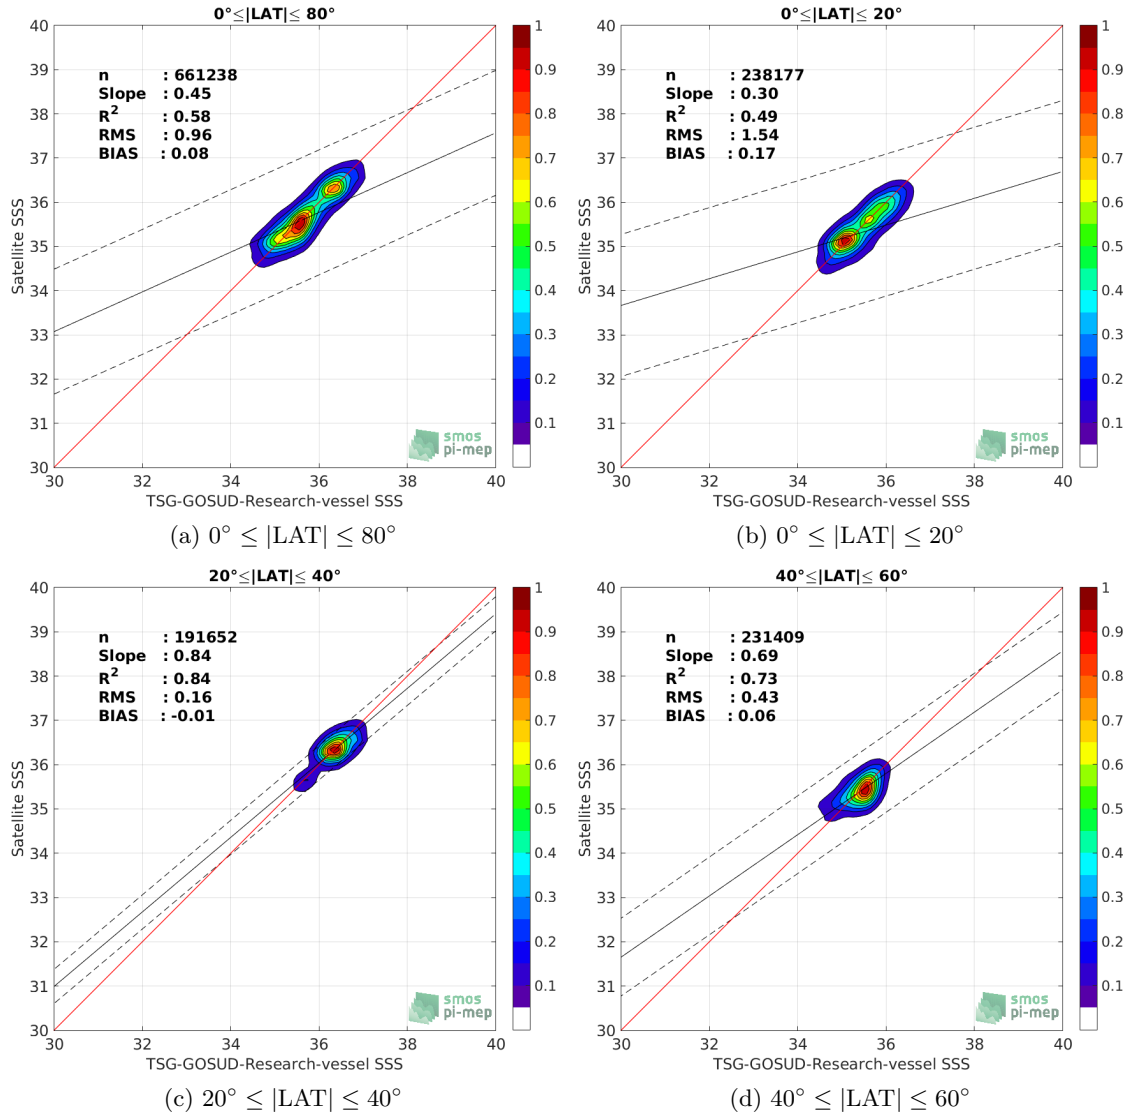 0°≤|LAT|≤ 80°
Satellite SSS
40
39
38
37
36
35
34
33
32
31
30
n : 661238
Slope : 0.45
R² : 0.58
RMS : 0.96
BIAS : 0.08
smos
pi-mep
30 32 34 36 38 40
TSG-GOSUD-Research-vessel SSS
1
0.9
0.8
0.7
0.6
0.5
0.4
0.3
0.2
0.1
(a) 0° ≤ |LAT| ≤ 80°
0°≤|LAT|≤ 20°
Satellite SSS
40
39
38
37
36
35
34
33
32
31
30
n : 238177
Slope : 0.30
R² : 0.49
RMS : 1.54
BIAS : 0.17
smos
pi-mep
30 32 34 36 38 40
TSG-GOSUD-Research-vessel SSS
1
0.9
0.8
0.7
0.6
0.5
0.4
0.3
0.2
0.1
(b) 0° ≤ |LAT| ≤ 20°
20°≤|LAT|≤ 40°
Satellite SSS
40
39
38
37
36
35
34
33
32
31
30
n : 191652
Slope : 0.84
R² : 0.84
RMS : 0.16
BIAS : -0.01
smos
pi-mep
30 32 34 36 38 40
TSG-GOSUD-Research-vessel SSS
1
0.9
0.8
0.7
0.6
0.5
0.4
0.3
0.2
0.1
(c) 20° ≤ |LAT| ≤ 40°
40°≤|LAT|≤ 60°
Satellite SSS
40
39
38
37
36
35
34
33
32
31
30
n : 231409
Slope : 0.69
R² : 0.73
RMS : 0.43
BIAS : 0.06
smos
pi-mep
30 32 34 36 38 40
TSG-GOSUD-Research-vessel SSS
1
0.9
0.8
0.7
0.6
0.5
0.4
0.3
0.2
0.1
(d) 40° ≤ |LAT| ≤ 60°